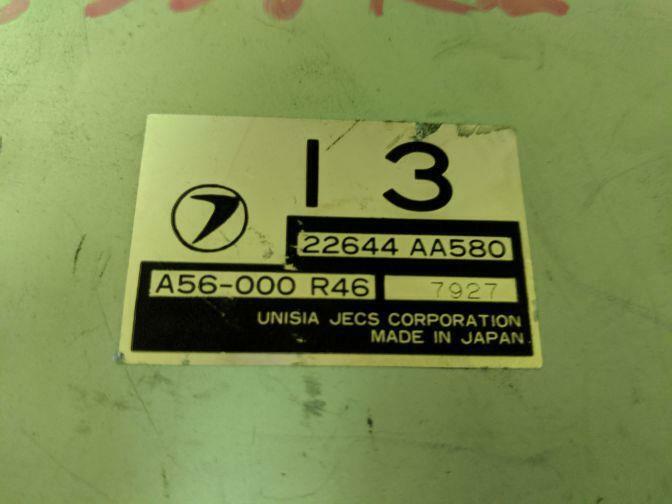 13
22644 AA580
A56-000 R46 7927
UNISIA JECS CORPORATION
MADE IN JAPAN